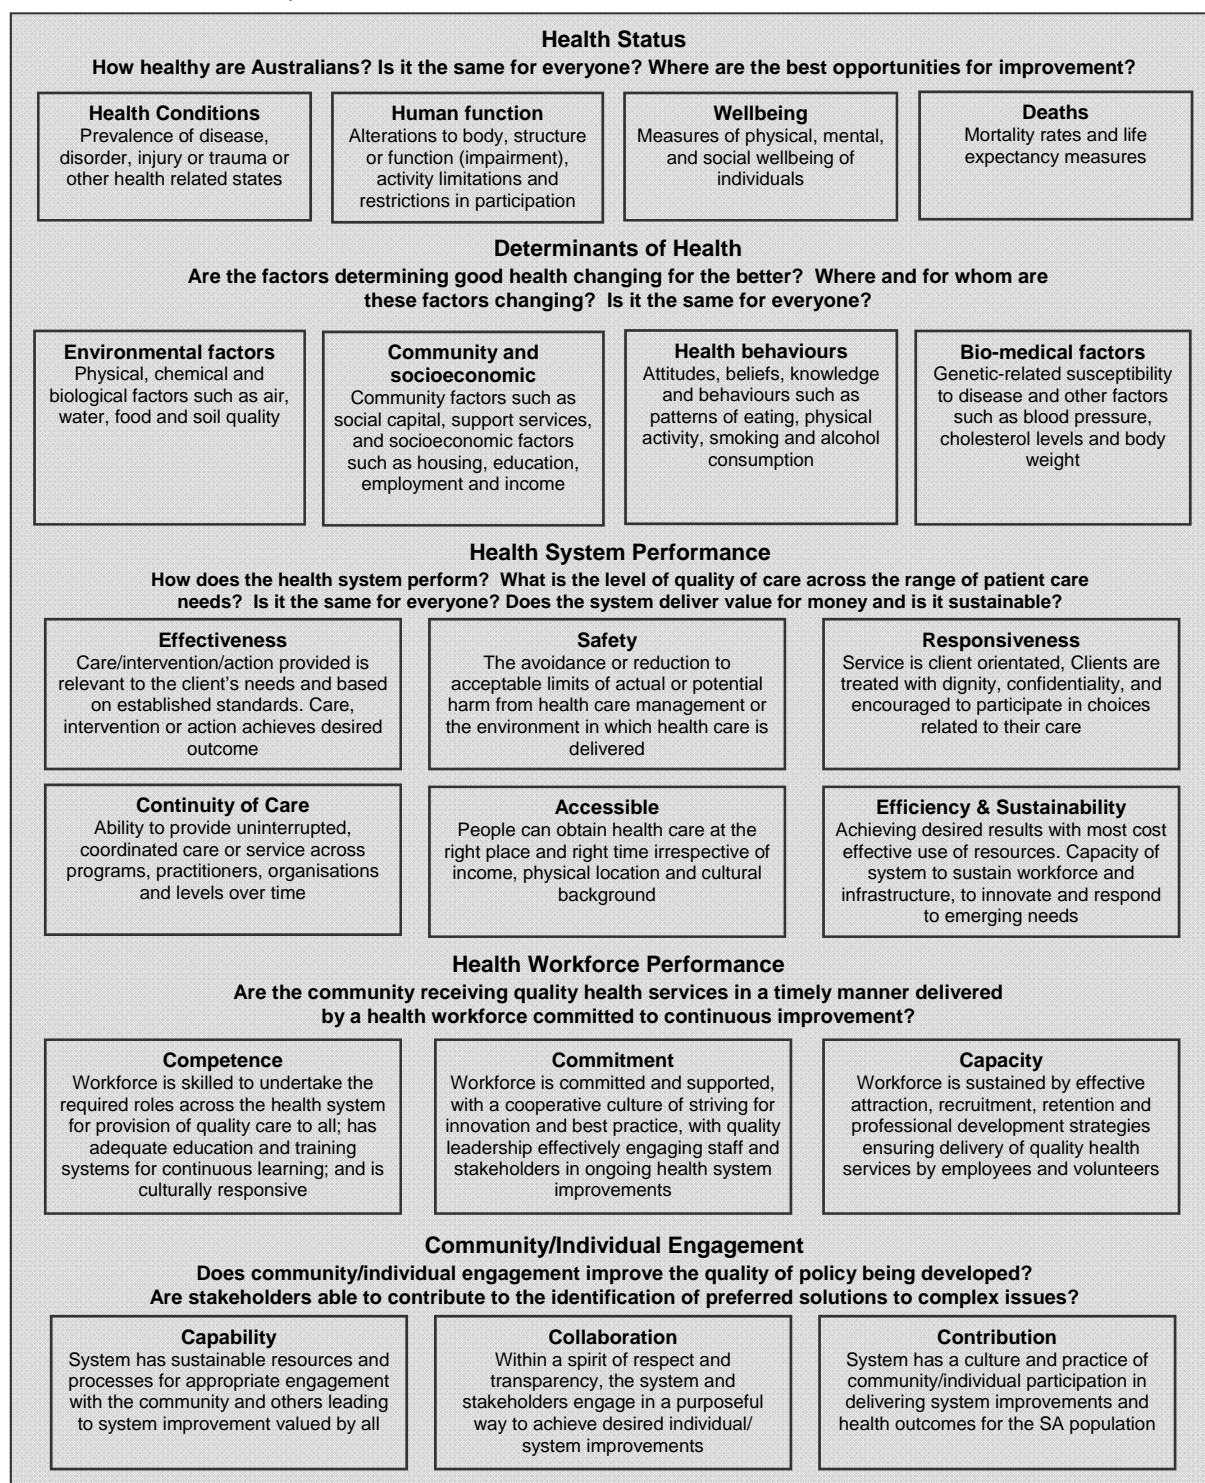 Health Status
How healthy are Australians? Is it the same for everyone? Where are the best opportunities for improvement?
Health Conditions
Prevalence of disease,
disorder, injury or trauma or
other health related states
Human function
Alterations to body, structure
or function (impairment),
activity limitations and
restrictions in participation
Wellbeing
Measures of physical, mental,
and social wellbeing of
individuals
Deaths
Mortality rates and life
expectancy measures
Determinants of Health
Are the factors determining good health changing for the better?  Where and for whom are
these factors changing?  Is it the same for everyone?
Environmental factors
Physical, chemical and
biological factors such as air,
water, food and soil quality
Community and
socioeconomic
Community factors such as
social capital, support services,
and socioeconomic factors
such as housing, education,
employment and income
Health behaviours
Attitudes, beliefs, knowledge
and behaviours such as
patterns of eating, physical
activity, smoking and alcohol
consumption
Bio-medical factors
Genetic-related susceptibility
to disease and other factors
such as blood pressure,
cholesterol levels and body
weight
Health System Performance
How does the health system perform?  What is the level of quality of care across the range of patient care
needs?  Is it the same for everyone? Does the system deliver value for money and is it sustainable?
Effectiveness
Care/intervention/action provided is
relevant to the client's needs and based
on established standards. Care,
intervention or action achieves desired
outcome
Safety
The avoidance or reduction to
acceptable limits of actual or potential
harm from health care management or
the environment in which health care is
delivered
Responsiveness
Service is client orientated, Clients are
treated with dignity, confidentiality, and
encouraged to participate in choices
related to their care
Continuity of Care
Ability to provide uninterrupted,
coordinated care or service across
programs, practitioners, organisations
and levels over time
Accessible
People can obtain health care at the
right place and right time irrespective of
income, physical location and cultural
background
Efficiency & Sustainability
Achieving desired results with most cost
effective use of resources. Capacity of
system to sustain workforce and
infrastructure, to innovate and respond
to emerging needs
Health Workforce Performance
Are the community receiving quality health services in a timely manner delivered
by a health workforce committed to continuous improvement?
Competence
Workforce is skilled to undertake the
required roles across the health system
for provision of quality care to all; has
adequate education and training
systems for continuous learning; and is
culturally responsive
Commitment
Workforce is committed and supported,
with a cooperative culture of striving for
innovation and best practice, with quality
leadership effectively engaging staff and
stakeholders in ongoing health system
improvements
Capacity
Workforce is sustained by effective
attraction, recruitment, retention and
professional development strategies
ensuring delivery of quality health
services by employees and volunteers
Community/Individual Engagement
Does community/individual engagement improve the quality of policy being developed?
Are stakeholders able to contribute to the identification of preferred solutions to complex issues?
Capability
System has sustainable resources and
processes for appropriate engagement
with the community and others leading
to system improvement valued by all
Collaboration
Within a spirit of respect and
transparency, the system and
stakeholders engage in a purposeful
way to achieve desired individual/
system improvements
Contribution
System has a culture and practice of
community/individual participation in
delivering system improvements and
health outcomes for the SA population